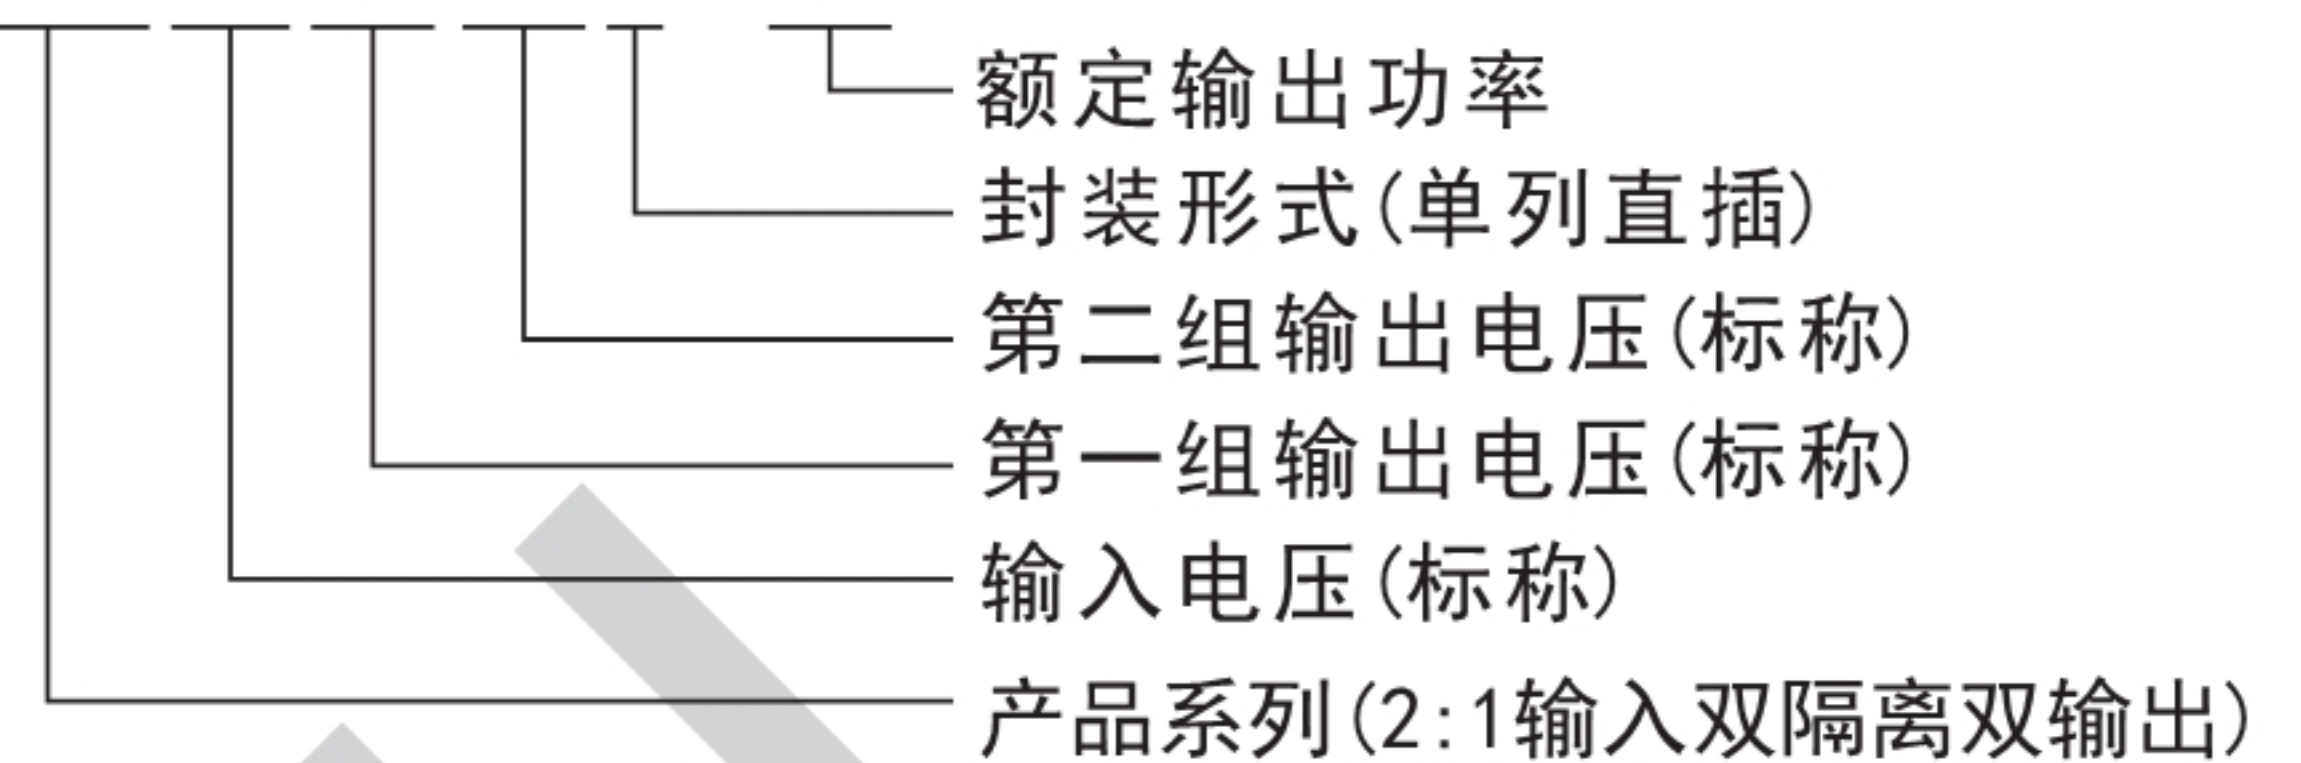 额定输出功率
封装形式(单列直插)
第二组输出电压(标称)
第一组输出电压(标称)
输入电压(标称)
产品系列(2:1输入双隔离双输出)